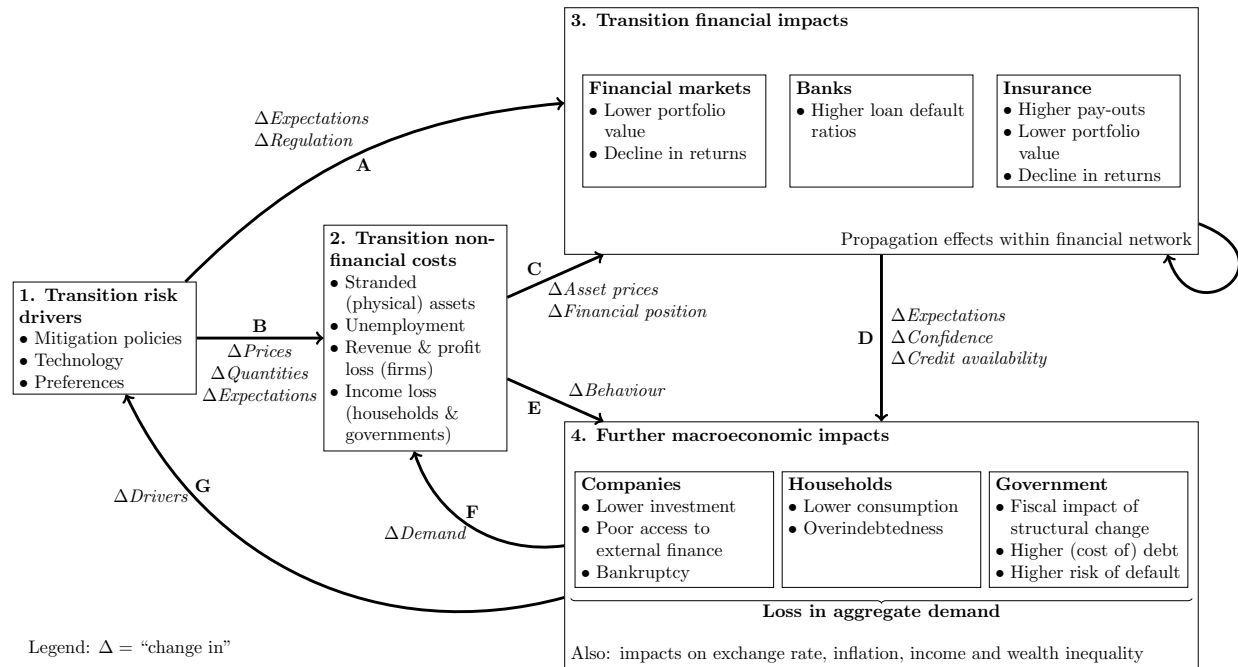 3. Transition financial impacts
Financial markets
• Lower portfolio
value
• Decline in returns
Banks
• Higher loan default
ratios
Insurance
• Higher pay-outs
• Lower portfolio
value
• Decline in returns
Propagation effects within financial network
ΔExpectations
ΔRegulation
A
2. Transition non-
financial costs
• Stranded
(physical) assets
• Unemployment
• Revenue & profit
loss (firms)
• Income loss
(households &
governments)
1. Transition risk
drivers
• Mitigation policies
• Technology
• Preferences
B
ΔPrices
ΔQuantities
ΔExpectations
C
ΔAsset prices
ΔFinancial position
D
ΔExpectations
ΔConfidence
ΔCredit availability
ΔBehaviour
E
4. Further macroeconomic impacts
Companies
• Lower investment
• Poor access to
external finance
• Bankruptcy
Households
• Lower consumption
• Overindebtedness
Government
• Fiscal impact of
structural change
• Higher (cost of) debt
• Higher risk of default
Loss in aggregate demand
Also: impacts on exchange rate, inflation, income and wealth inequality
F
ΔDemand
G
ΔDrivers
Legend: Δ = “change in”